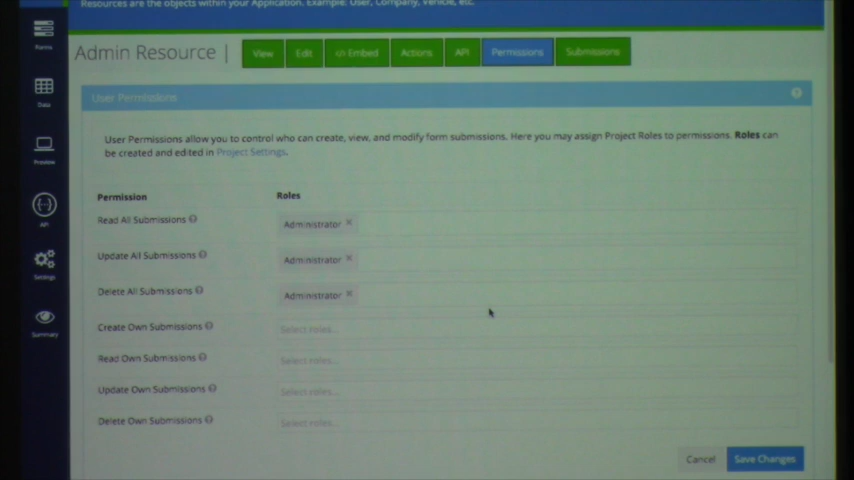 Resources are the objects within your Application. Example: User, Company, Vehicle, etc.
Admin Resource |
View
Edit
</> Embed
Actions
API
Permissions
Submissions
User Permissions
User Permissions allow you to control who can create, view, and modify form submissions. Here you may assign Project Roles to permissions. Roles can
be created and edited in Project Settings.
Permission
Roles
Read All Submissions
Administrator ×
Update All Submissions
Administrator ×
Delete All Submissions
Administrator ×
Create Own Submissions
Select roles...
Read Own Submissions
Select roles...
Update Own Submissions
Select roles...
Delete Own Submissions
Select roles...
Cancel
Save Changes
Forms
Data
Preview
API
Settings
Summary